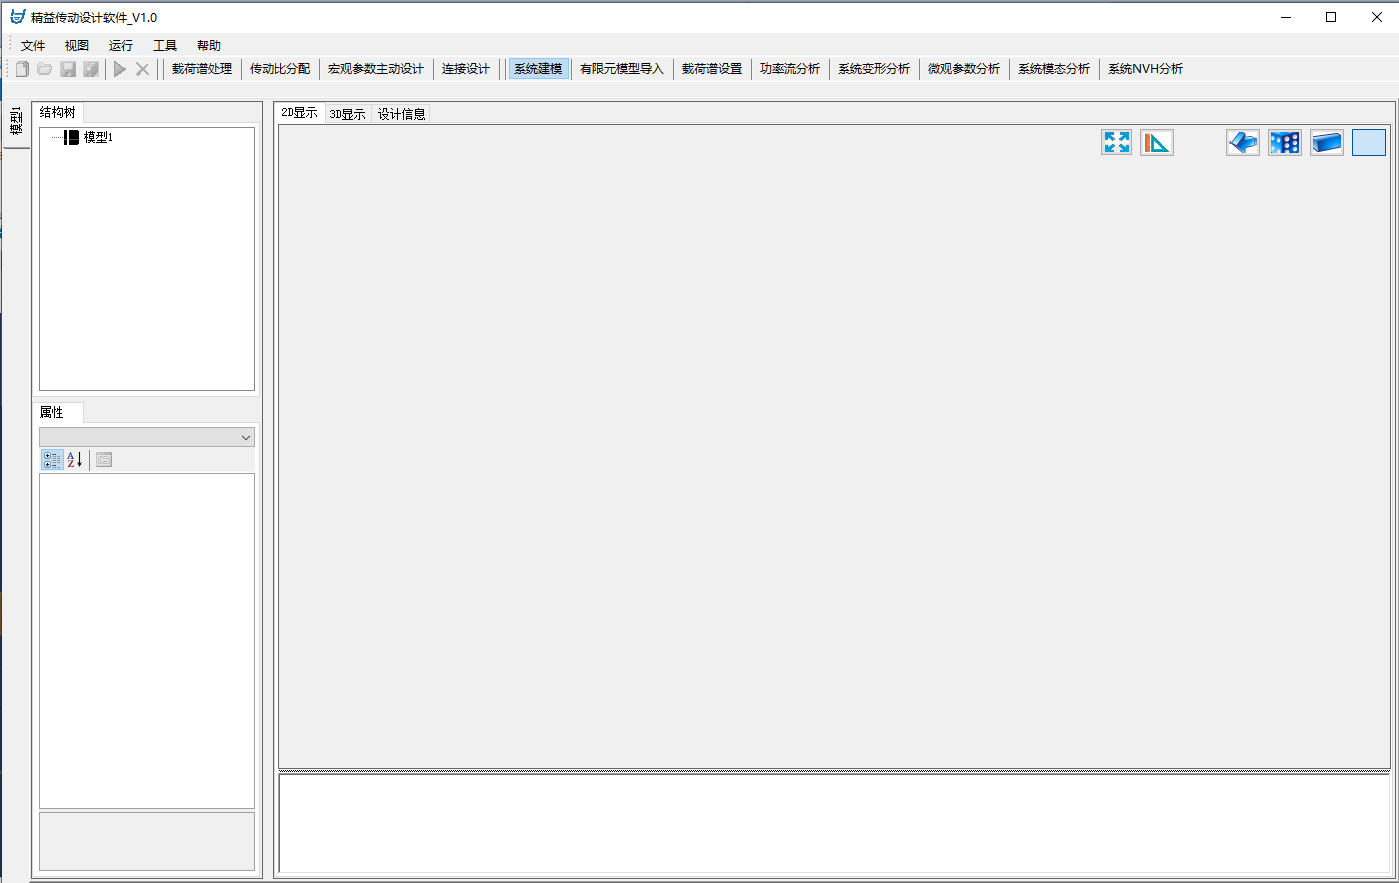 精益传动设计软件_V1.0
文件 视图 运行 工具 帮助
载荷谱处理 传动比分配 宏观参数主动设计 连接设计 系统建模 有限元模型导入 载荷谱设置 功率流分析 系统变形分析 微观参数分析 系统模态分析 系统NVH分析
模型1
结构树
模型1
属性
2D显示 3D显示 设计信息